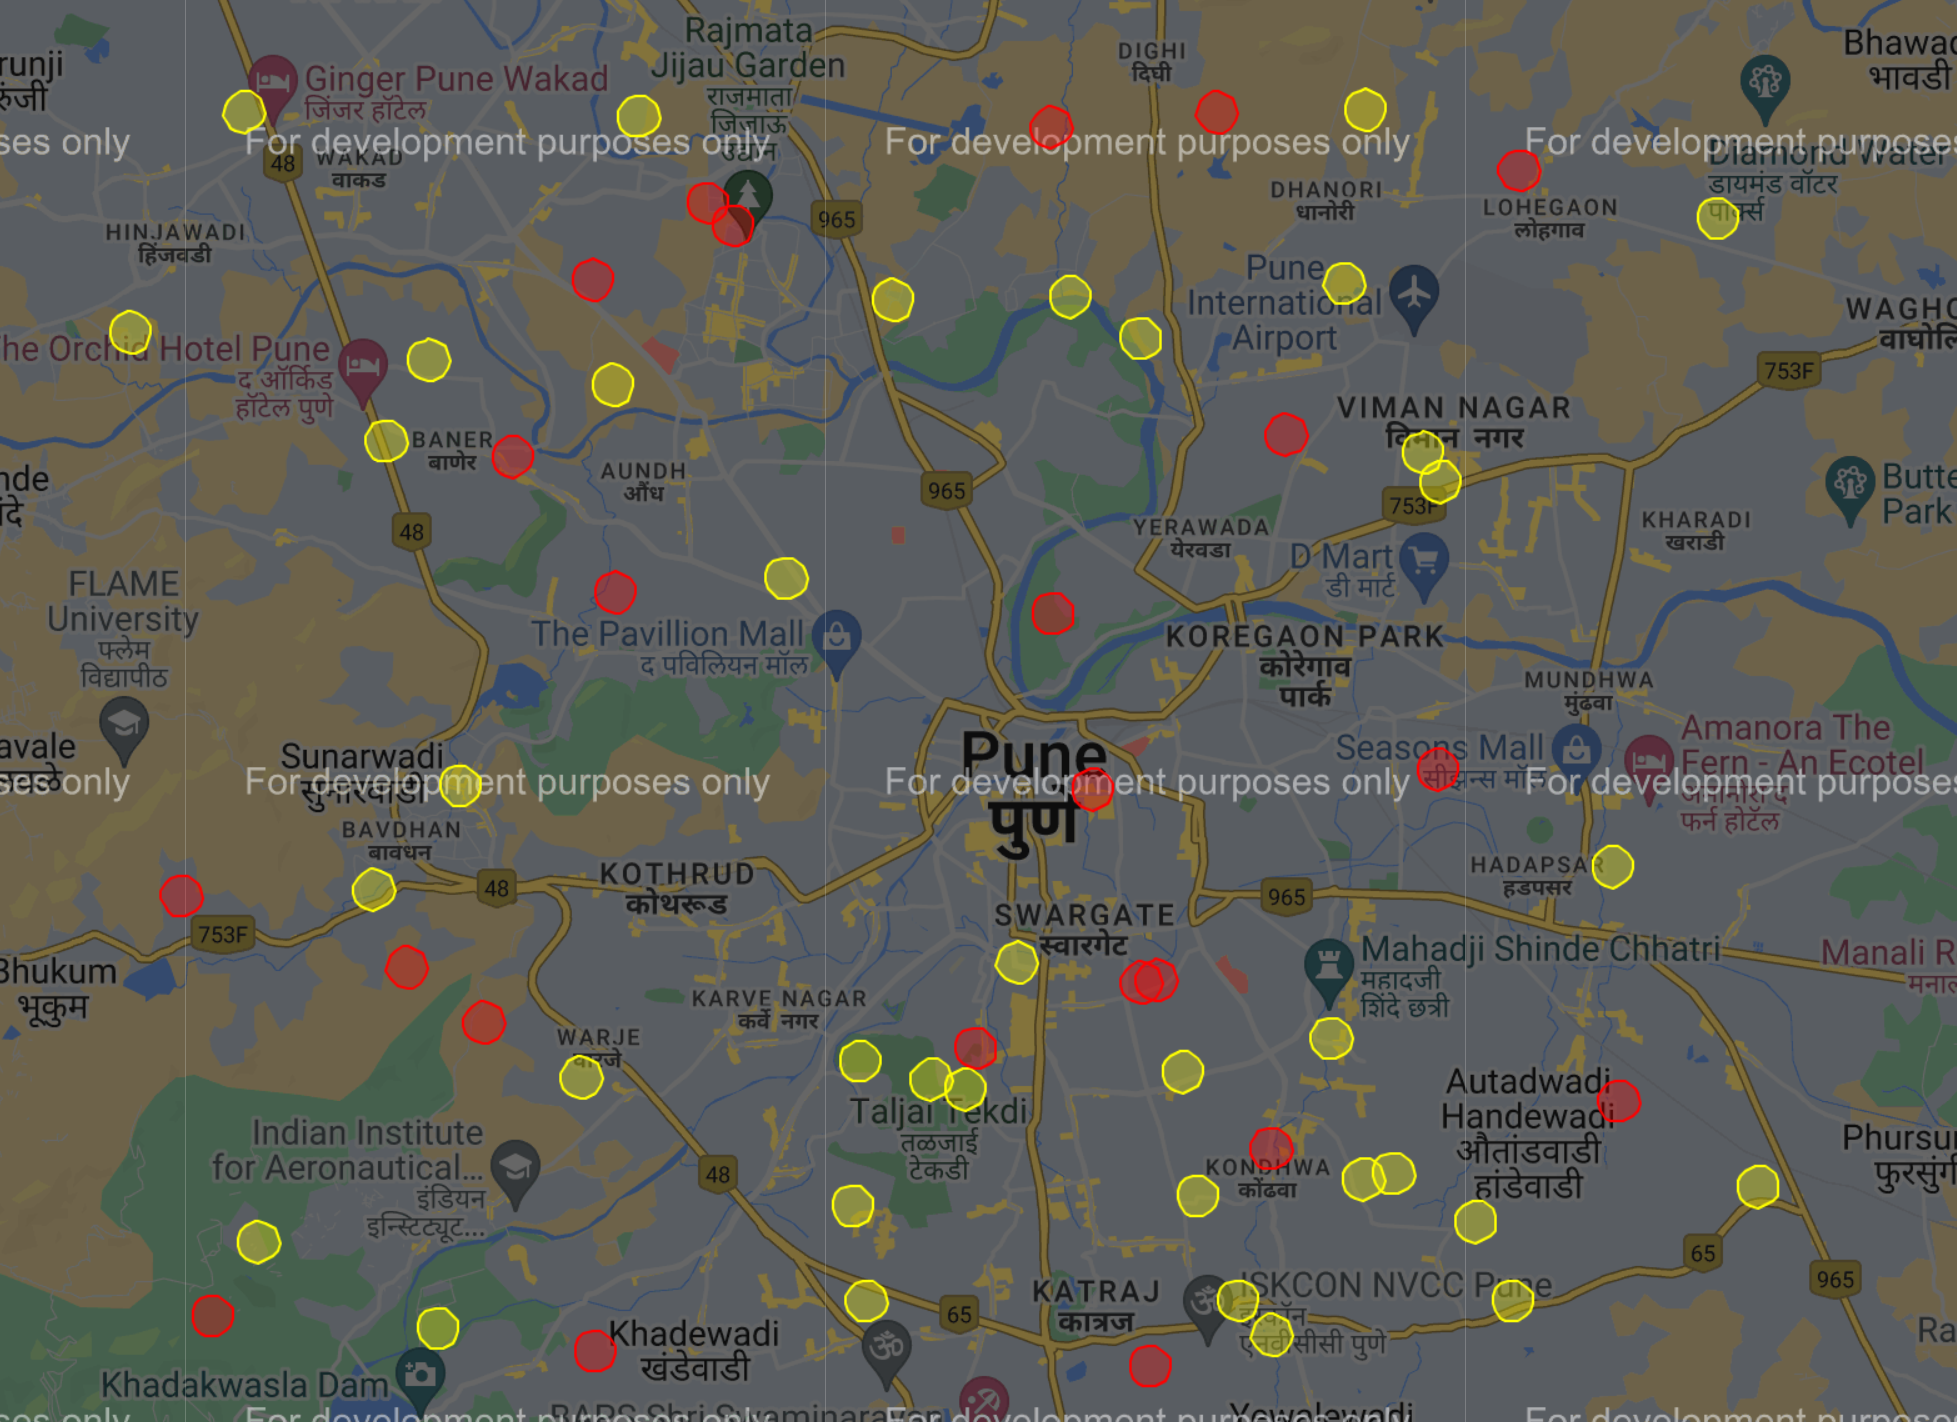 Rajmata
Jijau Garden
राजमाता
जिजाऊ
उद्यान
DIGHI
दिघी
Bhawad
भावडी
runji
रुंजी
Ginger Pune Wakad
जिंजर हॉटेल
ses only
For development purposes only
For development purposes only
For development purposes
48
WAKAD
वाकड
Diamond Water
डायमंड वॉटर
पार्क्स
DHANORI
धानोरी
LOHEGAON
लोहगाव
965
HINJAWADI
हिंजवडी
Pune
International
Airport
WAGHO
वाघोलि
The Orchid Hotel Pune
द ऑर्किड
हॉटेल पुणे
753F
VIMAN NAGAR
विमान नगर
BANER
बाणेर
AUNDH
औंध
nde
ंदे
965
753F
Butte
Park
48
YERAWADA
येरवडा
KHARADI
खराडी
D Mart
डी मार्ट
FLAME
University
फ्लेम
विद्यापीठ
The Pavillion Mall
द पविलियन मॉल
KOREGAON PARK
कोरेगाव
पार्क
MUNDHWA
मुंढवा
Amanora The
Fern - An Ecotel
अमानोरा द
फर्न हॉटेल
avale
Sunarwadi
सुनारवाडी
Pune
पुणे
Seasons Mall
सीझन्स मॉल
ses only
For development purposes only
For development purposes only
For development purposes
BAVDHAN
बावधन
48
KOTHRUD
कोथरूड
HADAPSAR
हडपसर
965
753F
SWARGATE
स्वारगेट
Mahadji Shinde Chhatri
महादजी
शिंदे छत्री
Manali R
मनाल
Bhukum
भूकुम
KARVE NAGAR
कर्वे नगर
WARJE
वारजे
Autadwadi
Handewadi
औतांडवाडी
हांडेवाडी
Taljai Tekdi
तळजाई
टेकडी
Indian Institute
for Aeronautical...
इंडियन
इन्स्टिट्यूट...
Phursun
फुरसुंगी
48
KONDHWA
कोंढवा
65
965
KATRAJ
कात्रज
ISKCON NVCC Pune
इस्कॉन
एनवीसीसी पुणे
65
Khadewadi
खंडेवाडी
Ra
Khadakwasla Dam
BAPS Shri Swaminarayan
Yewalewadi
ses only
For development purposes only
For development purposes only
For development purposes